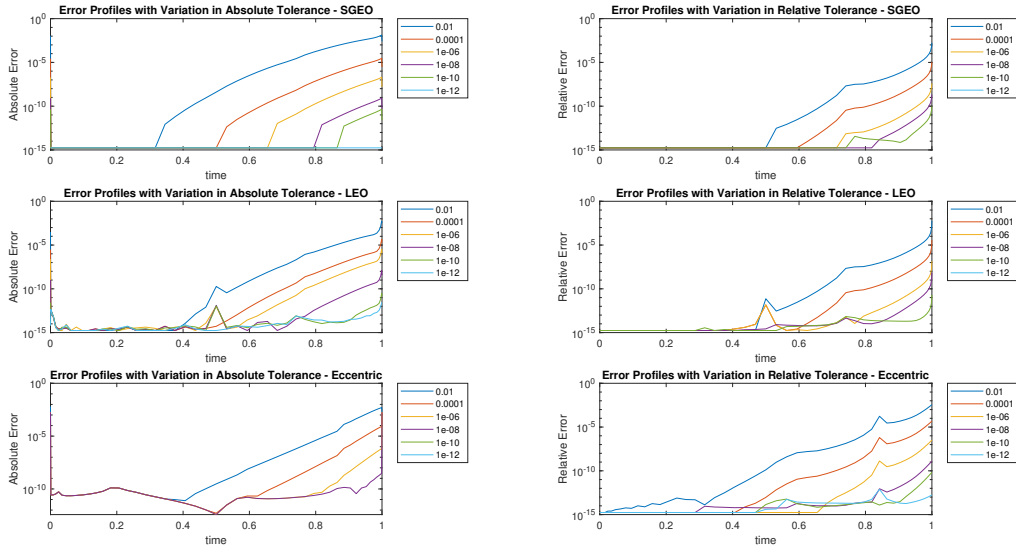 Error Profiles with Variation in Absolute Tolerance - SGEO
Absolute Error
10^0
10^-5
10^-10
10^-15
0 0.2 0.4 0.6 0.8 1
time
0.01
0.0001
1e-06
1e-08
1e-10
1e-12
Error Profiles with Variation in Relative Tolerance - SGEO
Relative Error
10^0
10^-5
10^-10
10^-15
0 0.2 0.4 0.6 0.8 1
time
0.01
0.0001
1e-06
1e-08
1e-10
1e-12
Error Profiles with Variation in Absolute Tolerance - LEO
Absolute Error
10^0
10^-5
10^-10
10^-15
0 0.2 0.4 0.6 0.8 1
time
0.01
0.0001
1e-06
1e-08
1e-10
1e-12
Error Profiles with Variation in Relative Tolerance - LEO
Relative Error
10^0
10^-5
10^-10
10^-15
0 0.2 0.4 0.6 0.8 1
time
0.01
0.0001
1e-06
1e-08
1e-10
1e-12
Error Profiles with Variation in Absolute Tolerance - Eccentric
Absolute Error
10^0
10^-5
10^-10
0 0.2 0.4 0.6 0.8 1
time
0.01
0.0001
1e-06
1e-08
1e-10
1e-12
Error Profiles with Variation in Relative Tolerance - Eccentric
Relative Error
10^0
10^-5
10^-10
10^-15
0 0.2 0.4 0.6 0.8 1
time
0.01
0.0001
1e-06
1e-08
1e-10
1e-12